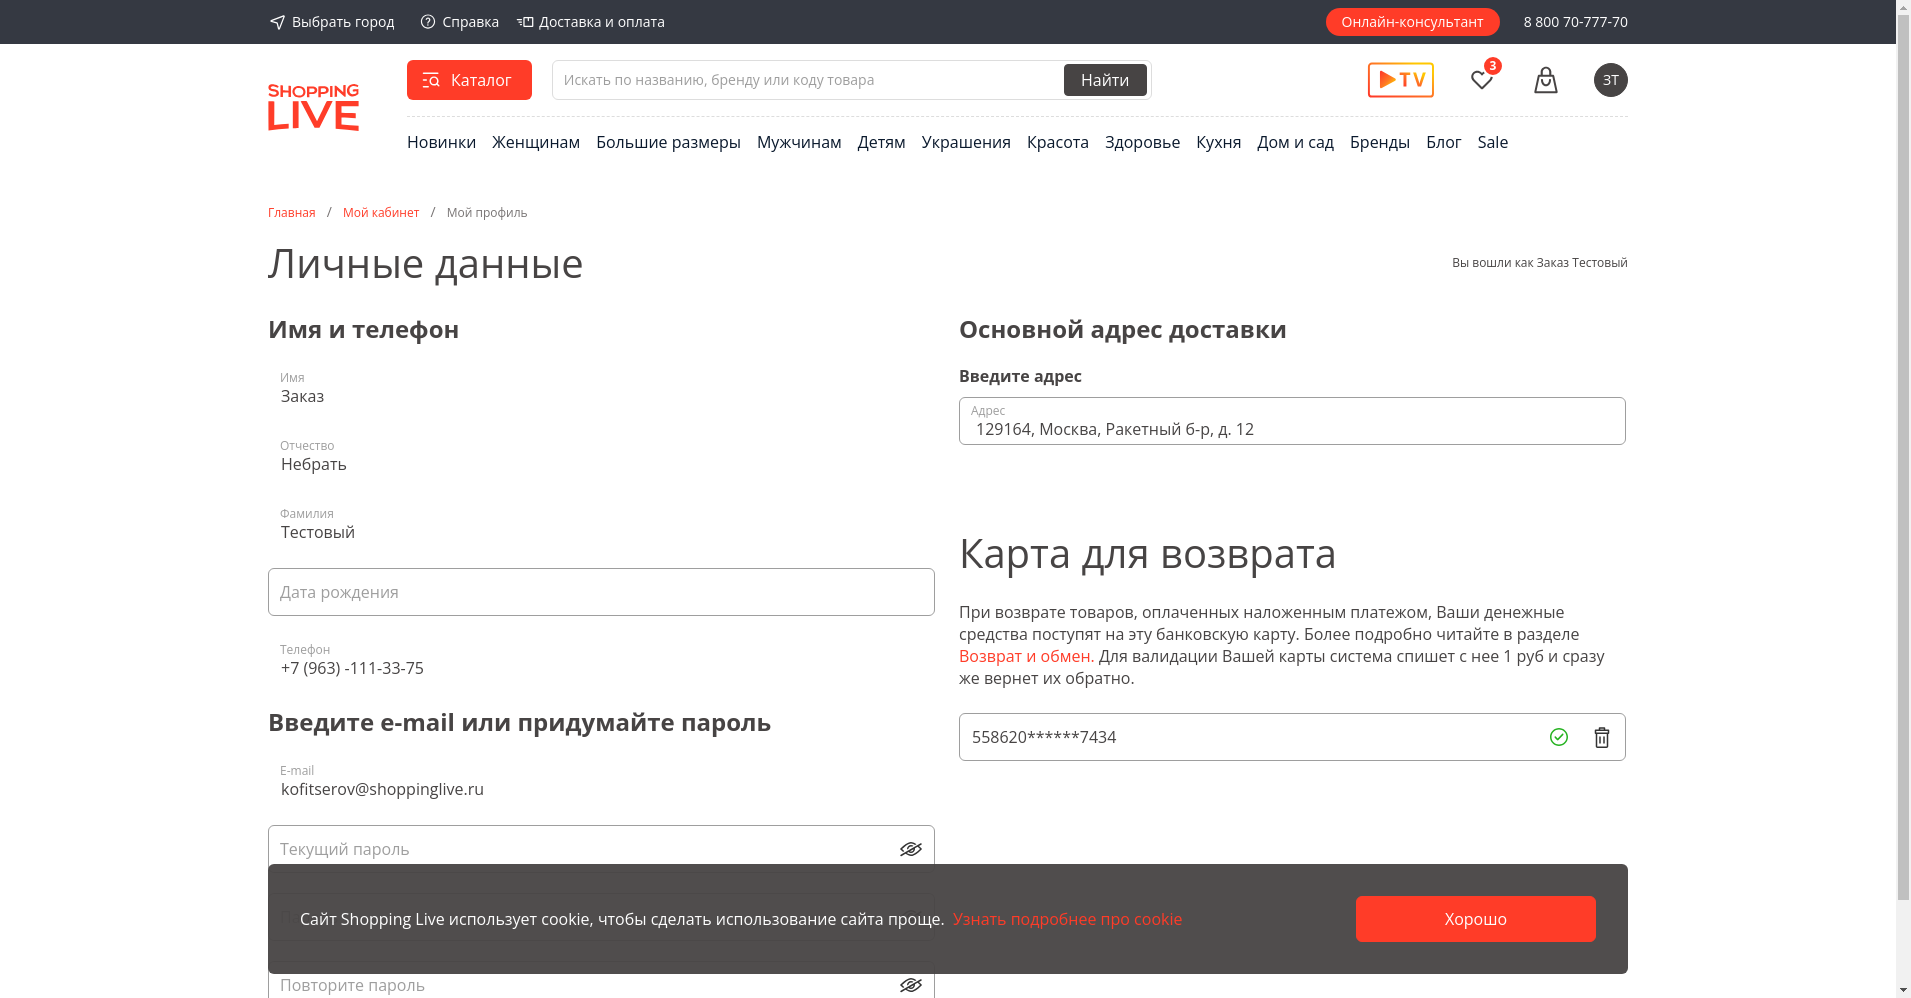 Выбрать город Справка Доставка и оплата Онлайн-консультант 8 800 70-777-70
SHOPPING
LIVE
Каталог Искать по названию, бренду или коду товара Найти TV 3 ЗТ
Новинки Женщинам Большие размеры Мужчинам Детям Украшения Красота Здоровье Кухня Дом и сад Бренды Блог Sale
Главная / Мой кабинет / Мой профиль
Личные данные
Вы вошли как Заказ Тестовый
Имя и телефон
Имя
Заказ
Отчество
Небрать
Фамилия
Тестовый
Дата рождения
Телефон
+7 (963) -111-33-75
Введите e-mail или придумайте пароль
E-mail
kofitserov@shoppinglive.ru
Текущий пароль
Повторите пароль
Основной адрес доставки
Введите адрес
Адрес
129164, Москва, Ракетный б-р, д. 12
Карта для возврата
При возврате товаров, оплаченных наложенным платежом, Ваши денежные
средства поступят на эту банковскую карту. Более подробно читайте в разделе
Возврат и обмен. Для валидации Вашей карты система спишет с нее 1 руб и сразу
же вернет их обратно.
558620******7434
Сайт Shopping Live использует cookie, чтобы сделать использование сайта проще. Узнать подробнее про cookie
Хорошо